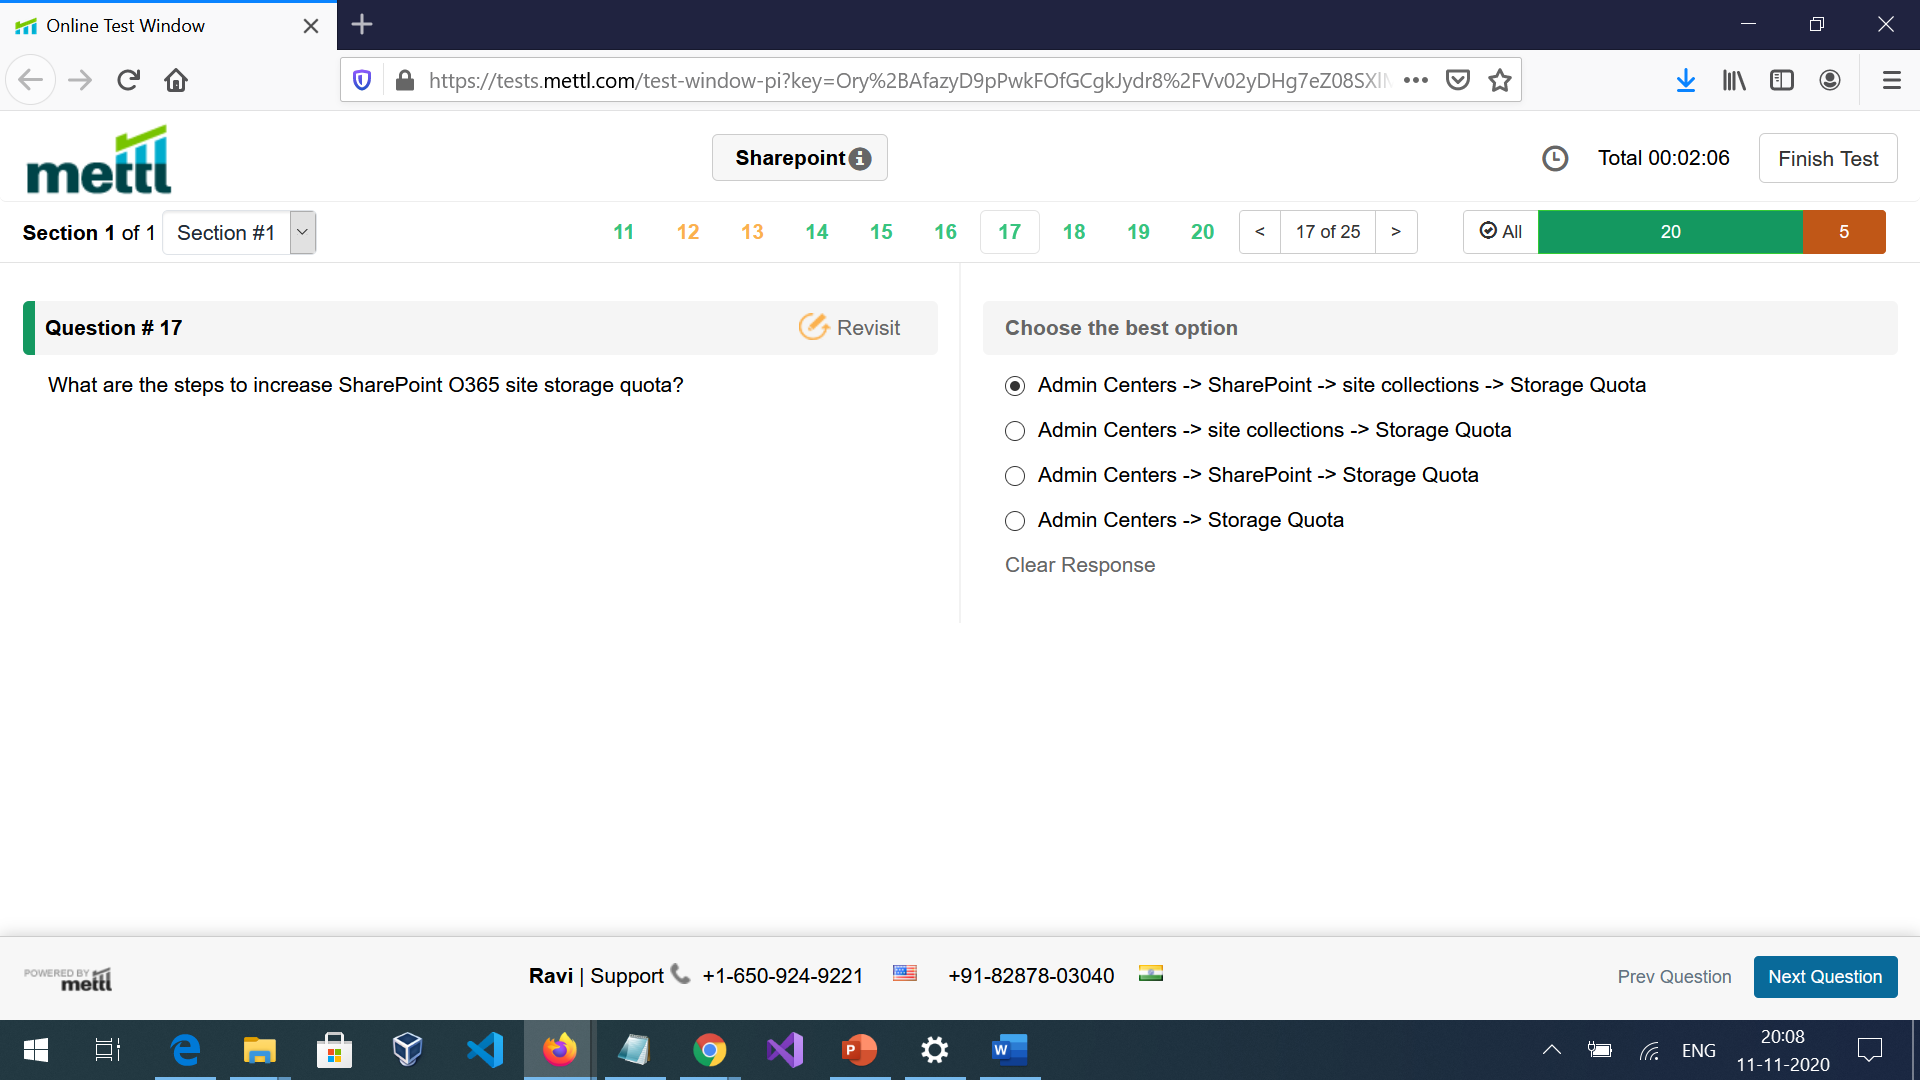 Online Test Window
https://tests.mettl.com/test-window-pi?key=Ory%2BAfazyD9pPwkFOfGCgkJydr8%2FVv02yDHg7eZ08SXl
mettl
Sharepoint
Total 00:02:06
Finish Test
Section 1 of 1
Section #1
11 12 13 14 15 16 17 18 19 20
< 17 of 25 >
All 20 5
Question # 17
Revisit
What are the steps to increase SharePoint O365 site storage quota?
Choose the best option
Admin Centers -> SharePoint -> site collections -> Storage Quota
Admin Centers -> site collections -> Storage Quota
Admin Centers -> SharePoint -> Storage Quota
Admin Centers -> Storage Quota
Clear Response
POWERED BY mettl
Ravi | Support +1-650-924-9221 +91-82878-03040
Prev Question
Next Question
ENG
20:08
11-11-2020